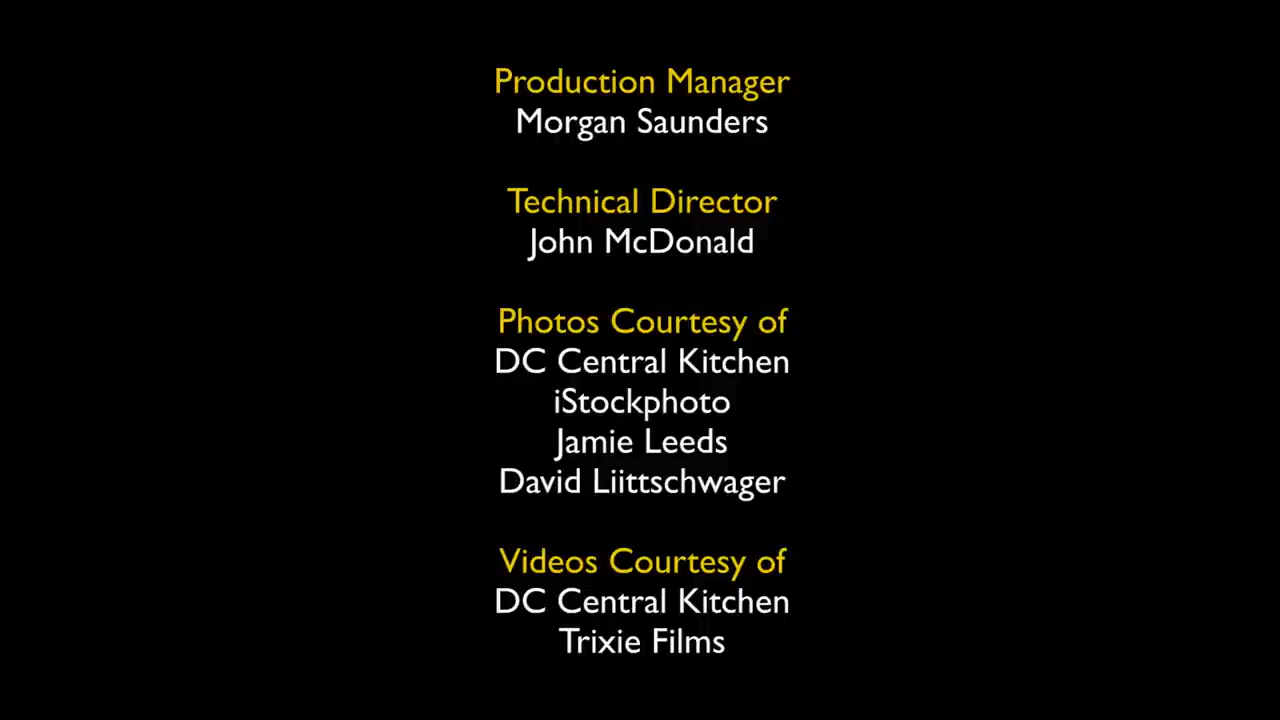 Production Manager
Morgan Saunders
Technical Director
John McDonald
Photos Courtesy of
DC Central Kitchen
iStockphoto
Jamie Leeds
David Liittschwager
Videos Courtesy of
DC Central Kitchen
Trixie Films